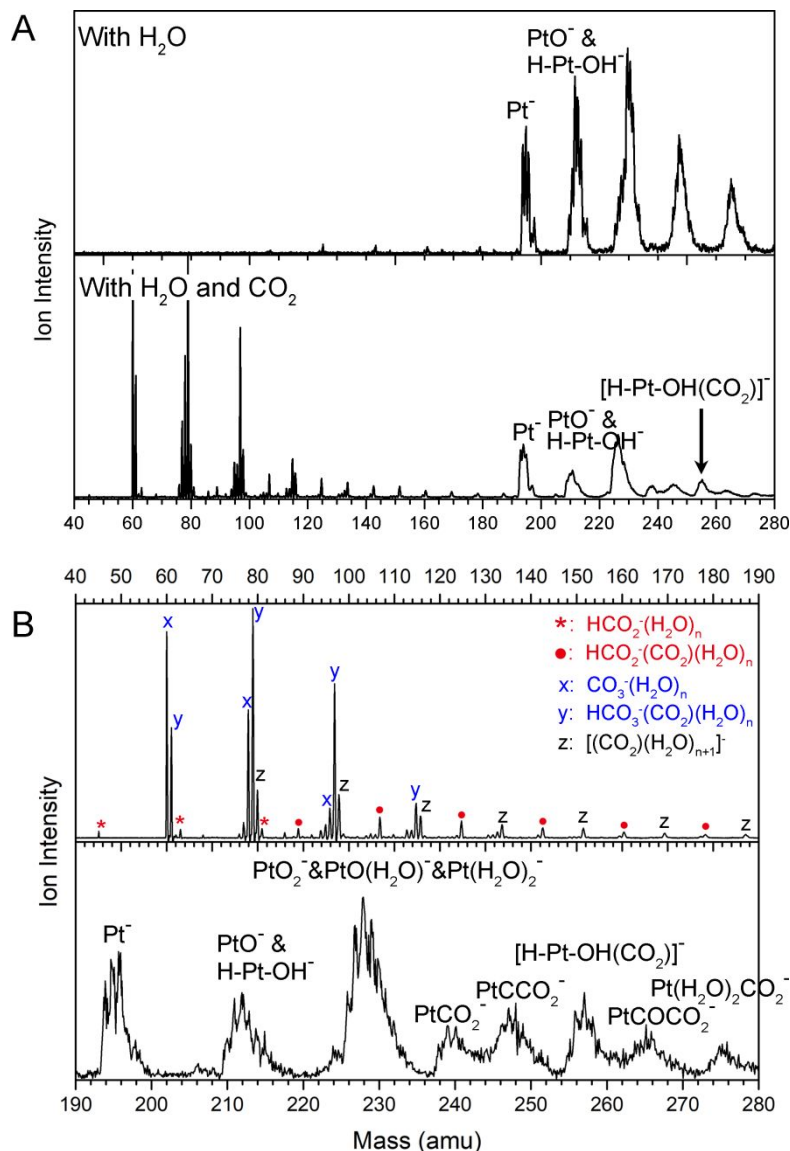 A
With H₂O
PtO⁻ &
H-Pt-OH⁻
Pt⁻
With H₂O and CO₂
[H-Pt-OH(CO₂)]⁻
Pt⁻
PtO⁻ &
H-Pt-OH⁻
Ion Intensity
40 60 80 100 120 140 160 180 200 220 240 260 280
40 50 60 70 80 90 100 110 120 130 140 150 160 170 180 190
B
x
y
x
y
z
x
y
z
y
z
z
z
z
z
*: HCO₂⁻(H₂O)ₙ
●: HCO₂⁻(CO₂)(H₂O)ₙ
x: CO₃⁻(H₂O)ₙ
y: HCO₃⁻(CO₂)(H₂O)ₙ
z: [(CO₂)(H₂O)ₙ₊₁]⁻
PtO₂⁻&PtO(H₂O)⁻&Pt(H₂O)₂⁻
Pt⁻
PtO⁻ &
H-Pt-OH⁻
[H-Pt-OH(CO₂)]⁻
PtCO₂⁻
PtCCO₂⁻
PtCOCO₂⁻
Pt(H₂O)₂CO₂⁻
Ion Intensity
190 200 210 220 230 240 250 260 270 280
Mass (amu)